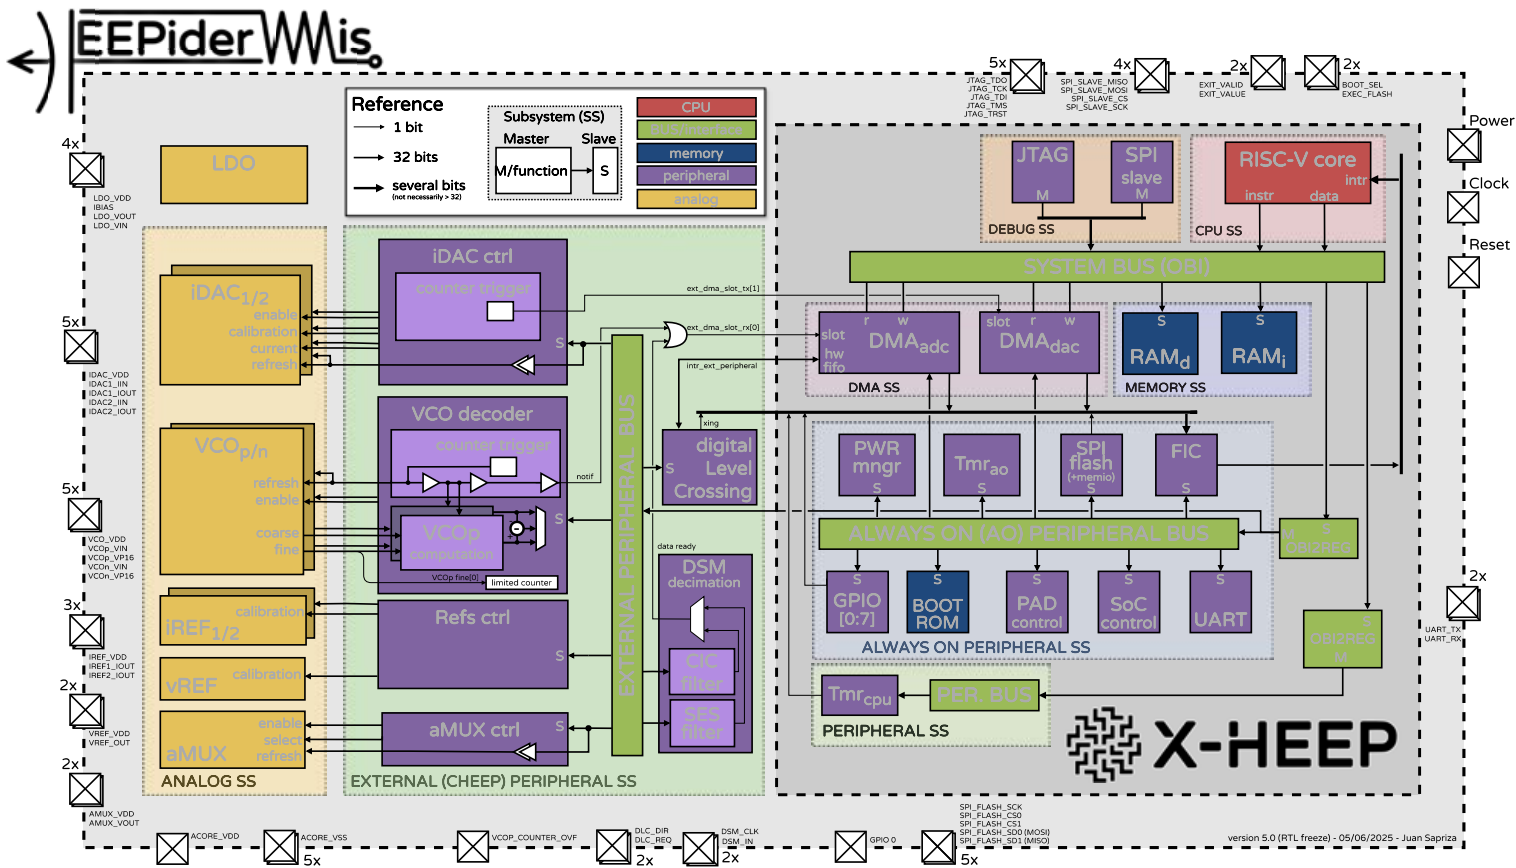 EEPiderWMis
5x
JTAG_TDO
JTAG_TCK
JTAG_TDI
JTAG_TMS
JTAG_TRST
4x
SPI_SLAVE_MISO
SPI_SLAVE_MOSI
SPI_SLAVE_CS
SPI_SLAVE_SCK
2x
EXIT_VALID
EXIT_VALUE
2x
BOOT_SEL
EXEC_FLASH
Power
Clock
Reset
2x
UART_TX
UART_RX
Reference
1 bit
32 bits
several bits
(not necessarily > 32)
Subsystem (SS)
Master
Slave
M/function
S
CPU
BUS/interface
memory
peripheral
analog
4x
LDO_VDD
IBIAS
LDO_VOUT
LDO_VIN
5x
IDAC_VDD
IDAC1_IIN
IDAC1_IOUT
IDAC2_IIN
IDAC2_IOUT
5x
VCO_VDD
VCOp_VIN
VCOp_VP16
VCOn_VIN
VCOn_VP16
3x
IREF_VDD
IREF1_IOUT
IREF2_IOUT
2x
VREF_VDD
VREF_OUT
2x
AMUX_VDD
AMUX_VOUT
LDO
iDAC1/2
enable
calibration
current
refresh
VCOp/n
refresh
enable
coarse
fine
calibration
iREF1/2
calibration
vREF
enable
select
aMUX
refresh
ANALOG SS
iDAC ctrl
counter trigger
S
VCO decoder
counter trigger
notif
S
VCOp
computation
- +
VCOp fine[0]
limited counter
Refs ctrl
S
aMUX ctrl
S
EXTERNAL (CHEEP) PERIPHERAL SS
EXTERNAL PERIPHERAL BUS
ext_dma_slot_tx[1]
ext_dma_slot_rx[0]
intr_ext_peripheral
xing
digital
S Level
Crossing
data ready
DSM
decimation
CIC
filter
SES
filter
JTAG
M
SPI
slave
M
DEBUG SS
RISC-V core
intr
instr data
CPU SS
SYSTEM BUS (OBI)
r w
slot
DMAadc
hw
fifo
slot r w
DMAdac
DMA SS
S
RAMd
S
RAMi
MEMORY SS
PWR
mngr
S
Tmrao
S
SPI
flash
(+memio)
S
FIC
S
ALWAYS ON (AO) PERIPHERAL BUS
S
M
OBI2REG
S
GPIO
[0:7]
S
BOOT
ROM
S
PAD
control
S
SoC
control
S
UART
ALWAYS ON PERIPHERAL SS
S
OBI2REG
M
Tmrcpu
PER. BUS
PERIPHERAL SS
X-HEEP
ACORE_VDD
ACORE_VSS
5x
VCOP_COUNTER_OVF
DLC_DIR
DLC_REQ
2x
DSM_CLK
DSM_IN
2x
GPIO 0
SPI_FLASH_SCK
SPI_FLASH_CS0
SPI_FLASH_CS1
SPI_FLASH_SD0 (MOSI)
SPI_FLASH_SD1 (MISO)
5x
version 5.0 (RTL freeze) - 05/06/2025 - Juan Sapriza